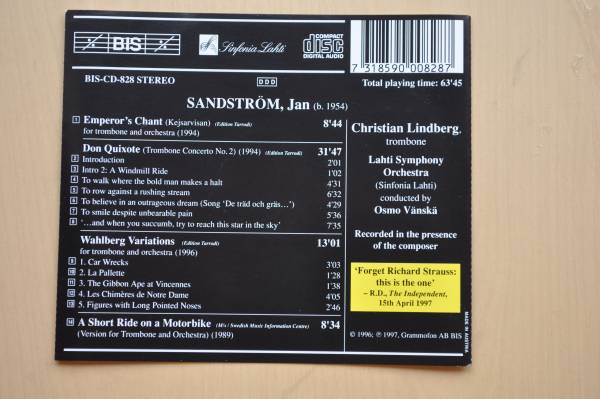 BIS
Sinfonia Lahti
COMPACT
disc
DIGITAL AUDIO
7 318590 008287
BIS-CD-828 STEREO
DDD
Total playing time: 63'45
SANDSTRÖM, Jan (b. 1954)
1 Emperor's Chant (Kejsarvisan) (Edition Tarrodi) 8'44
for trombone and orchestra (1994)
Don Quixote (Trombone Concerto No. 2) (1994) (Edition Tarrodi) 31'47
2 Introduction 2'01
3 Intro 2: A Windmill Ride 1'02
4 To walk where the bold man makes a halt 4'31
5 To row against a rushing stream 6'32
6 To believe in an outrageous dream (Song 'De träd och gräs…') 4'29
7 To smile despite unbearable pain 5'36
8 '…and when you succumb, try to reach this star in the sky' 7'35
Wahlberg Variations (Edition Tarrodi) 13'01
for trombone and orchestra (1996)
9 1. Car Wrecks 3'03
10 2. La Pallette 1'28
11 3. The Gibbon Ape at Vincennes 1'38
12 4. Les Chimères de Notre Dame 4'05
13 5. Figures with Long Pointed Noses 2'46
14 A Short Ride on a Motorbike (M/s / Swedish Music Information Centre) 8'34
(Version for Trombone and Orchestra) (1989)
Christian Lindberg,
trombone
Lahti Symphony
Orchestra
(Sinfonia Lahti)
conducted by
Osmo Vänskä
Recorded in the presence
of the composer
'Forget Richard Strauss:
this is the one'
– R.D., The Independent,
15th April 1997
© 1996; ℗ 1997, Grammofon AB BIS
MADE IN AUSTRIA